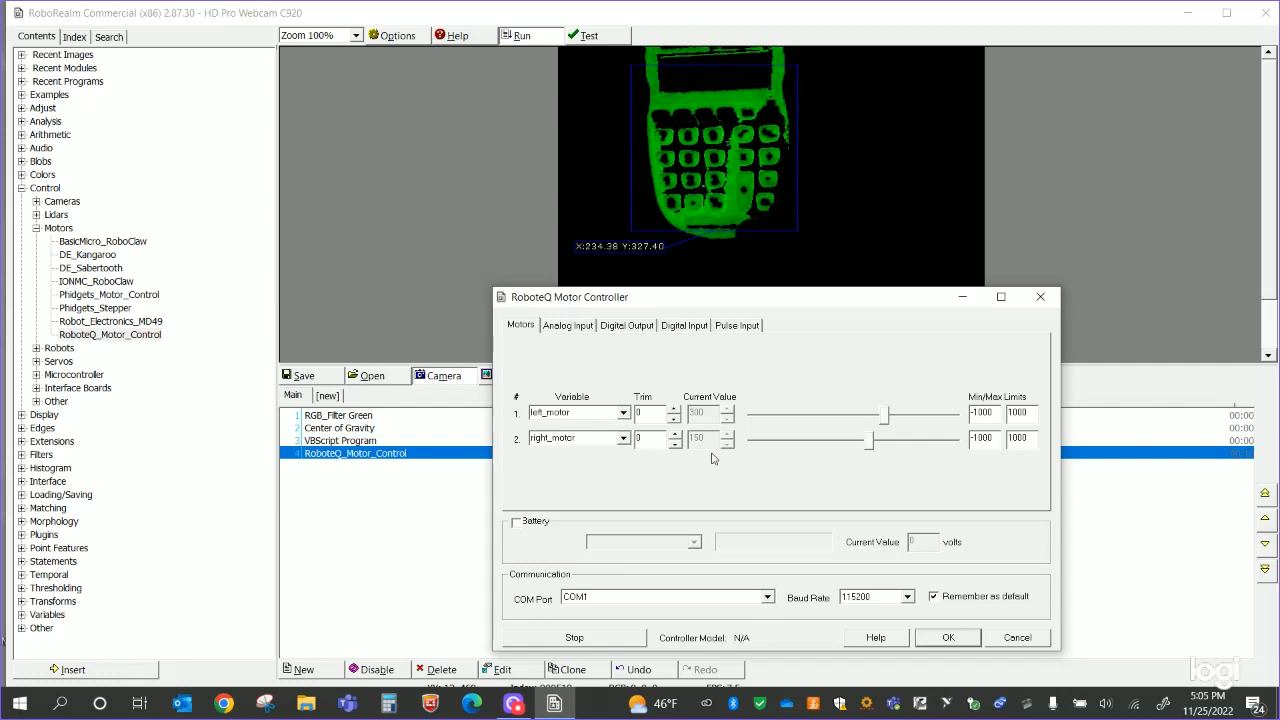 RoboRealm Commercial (x86) 2.87.30 - HD Pro Webcam C920
Contents Index Search
Zoom 100% Options Help Run Test
Recent Images
Recent Modules
Recent Programs
Examples
Adjust
Analysis
Arithmetic
Audio
Blobs
Colors
Control
Cameras
Lidars
Motors
BasicMicro_RoboClaw
DE_Kangaroo
DE_Sabertooth
IONMC_RoboClaw
Phidgets_Motor_Control
Phidgets_Stepper
Robot_Electronics_MD49
RoboteQ_Motor_Control
Robots
Servos
Microcontroller
Interface Boards
Other
Display
Edges
Extensions
Filters
Histogram
Interface
Loading/Saving
Matching
Morphology
Plugins
Point Features
Statements
Temporal
Thresholding
Transforms
Variables
Other
Insert
X:234.38 Y:327.40
Save Open Camera
Main [new]
1 RGB_Filter Green 00:00
2 Center of Gravity 00:00
3 VBScript Program 00:00
4 RoboteQ_Motor_Control
RoboteQ Motor Controller
Motors Analog Input Digital Output Digital Input Pulse Input
# Variable Trim Current Value Min/Max Limits
1. left_motor 0 300 -1000 1000
2. right_motor 0 150 -1000 1000
Battery
Current Value 0 volts
Communication
COM Port COM1 Baud Rate 115200 Remember as default
Stop Controller Model: N/A Help OK Cancel
New Disable Delete Edit Clone Undo Redo
logi
46°F
5:05 PM
11/25/2022
24